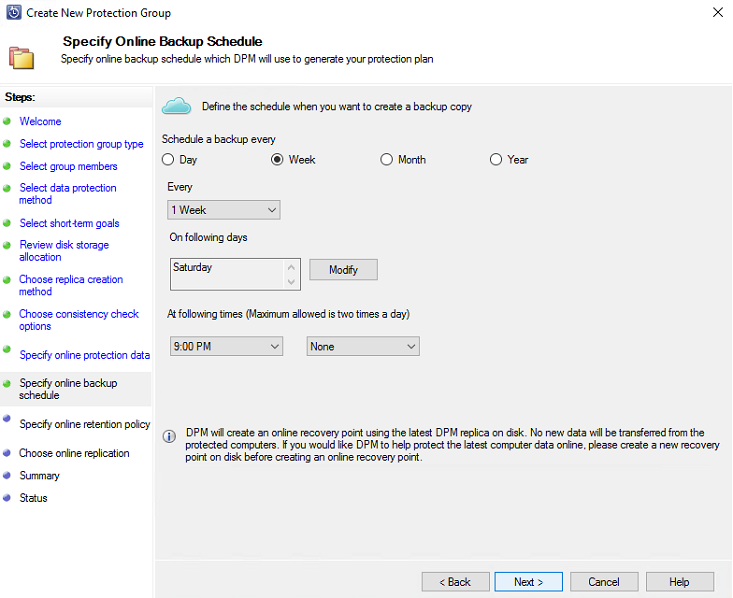 Create New Protection Group
Specify Online Backup Schedule
Specify online backup schedule which DPM will use to generate your protection plan
Steps:
Welcome
Select protection group type
Select group members
Select data protection
method
Select short-term goals
Review disk storage
allocation
Choose replica creation
method
Choose consistency check
options
Specify online protection data
Specify online backup
schedule
Specify online retention policy
Choose online replication
Summary
Status
Define the schedule when you want to create a backup copy
Schedule a backup every
Day Week Month Year
Every
1 Week
On following days
Saturday
Modify
At following times (Maximum allowed is two times a day)
9:00 PM None
DPM will create an online recovery point using the latest DPM replica on disk. No new data will be transferred from the
protected computers. If you would like DPM to help protect the latest computer data online, please create a new recovery
point on disk before creating an online recovery point.
< Back Next > Cancel Help